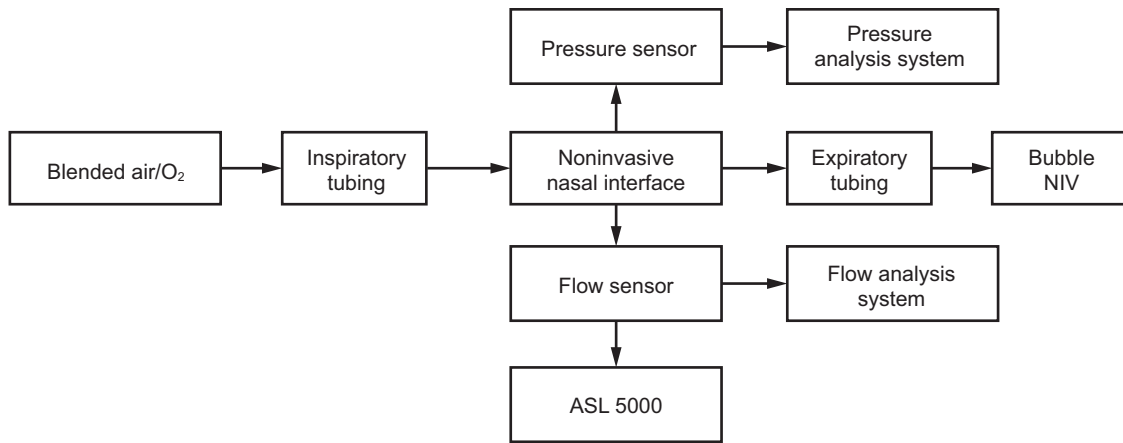 Pressure sensor
Pressure
analysis system
Blended air/O₂
Inspiratory
tubing
Noninvasive
nasal interface
Expiratory
tubing
Bubble
NIV
Flow sensor
Flow analysis
system
ASL 5000